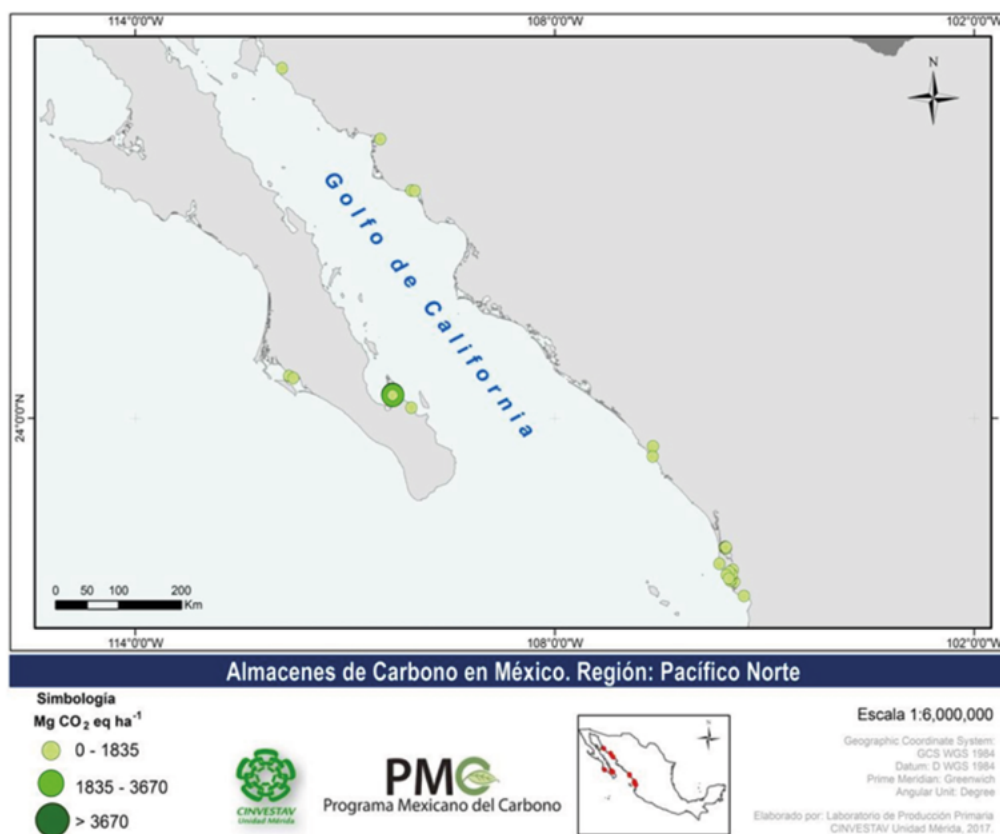 114°0'0"W 108°0'0"W 102°0'0"W
N
Golfo de California
24°0'0"N
0 50 100 200
Km
114°0'0"W 108°0'0"W 102°0'0"W
Almacenes de Carbono en México. Región: Pacífico Norte
Simbología
Mg CO₂ eq ha⁻¹
0 - 1835
1835 - 3670
> 3670
CINVESTAV
Unidad Mérida
PMC
Programa Mexicano del Carbono
N
Escala 1:6,000,000
Geographic Coordinate System:
GCS WGS 1984
Datum: D WGS 1984
Prime Meridian: Greenwich
Angular Unit: Degree
Elaborado por: Laboratorio de Producción Primaria
CINVESTAV Unidad Mérida, 2017.